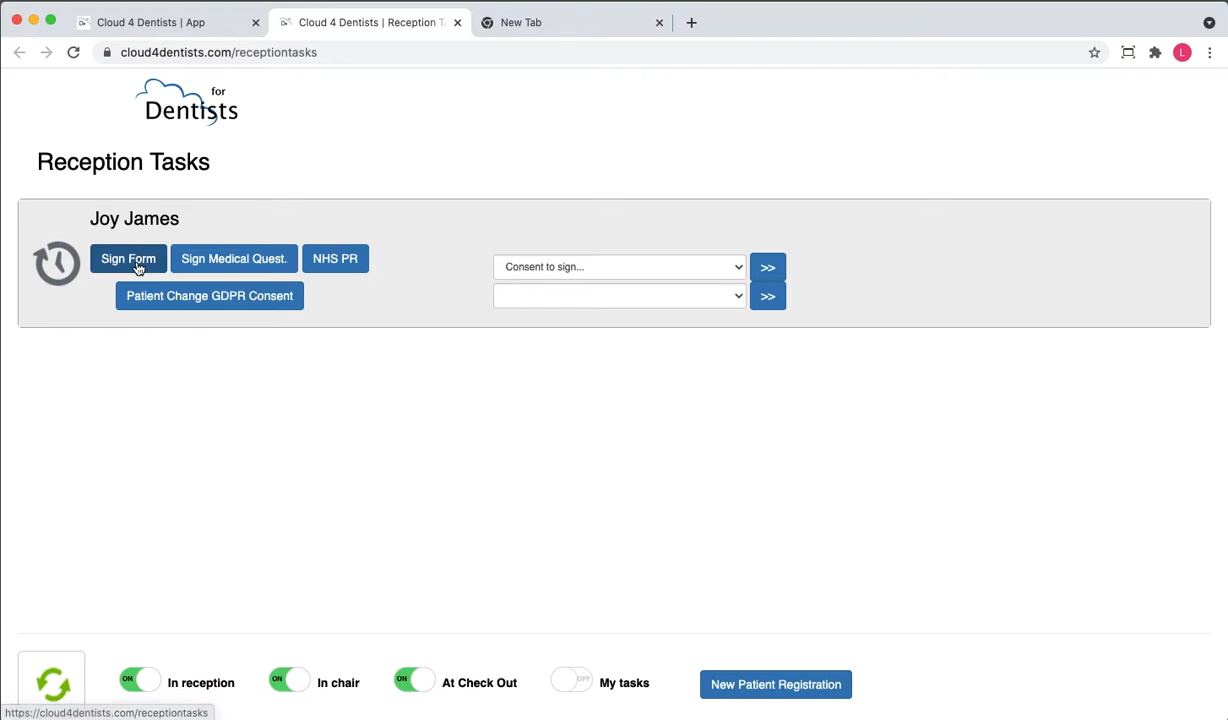 Cloud 4 Dentists | App
Cloud 4 Dentists | Reception T
New Tab
cloud4dentists.com/receptiontasks
L
for
Dentists
Reception Tasks
Joy James
Sign Form
Sign Medical Quest.
NHS PR
Consent to sign...
>>
Patient Change GDPR Consent
>>
ON
In reception
ON
In chair
ON
At Check Out
OFF
My tasks
New Patient Registration
https://cloud4dentists.com/receptiontasks